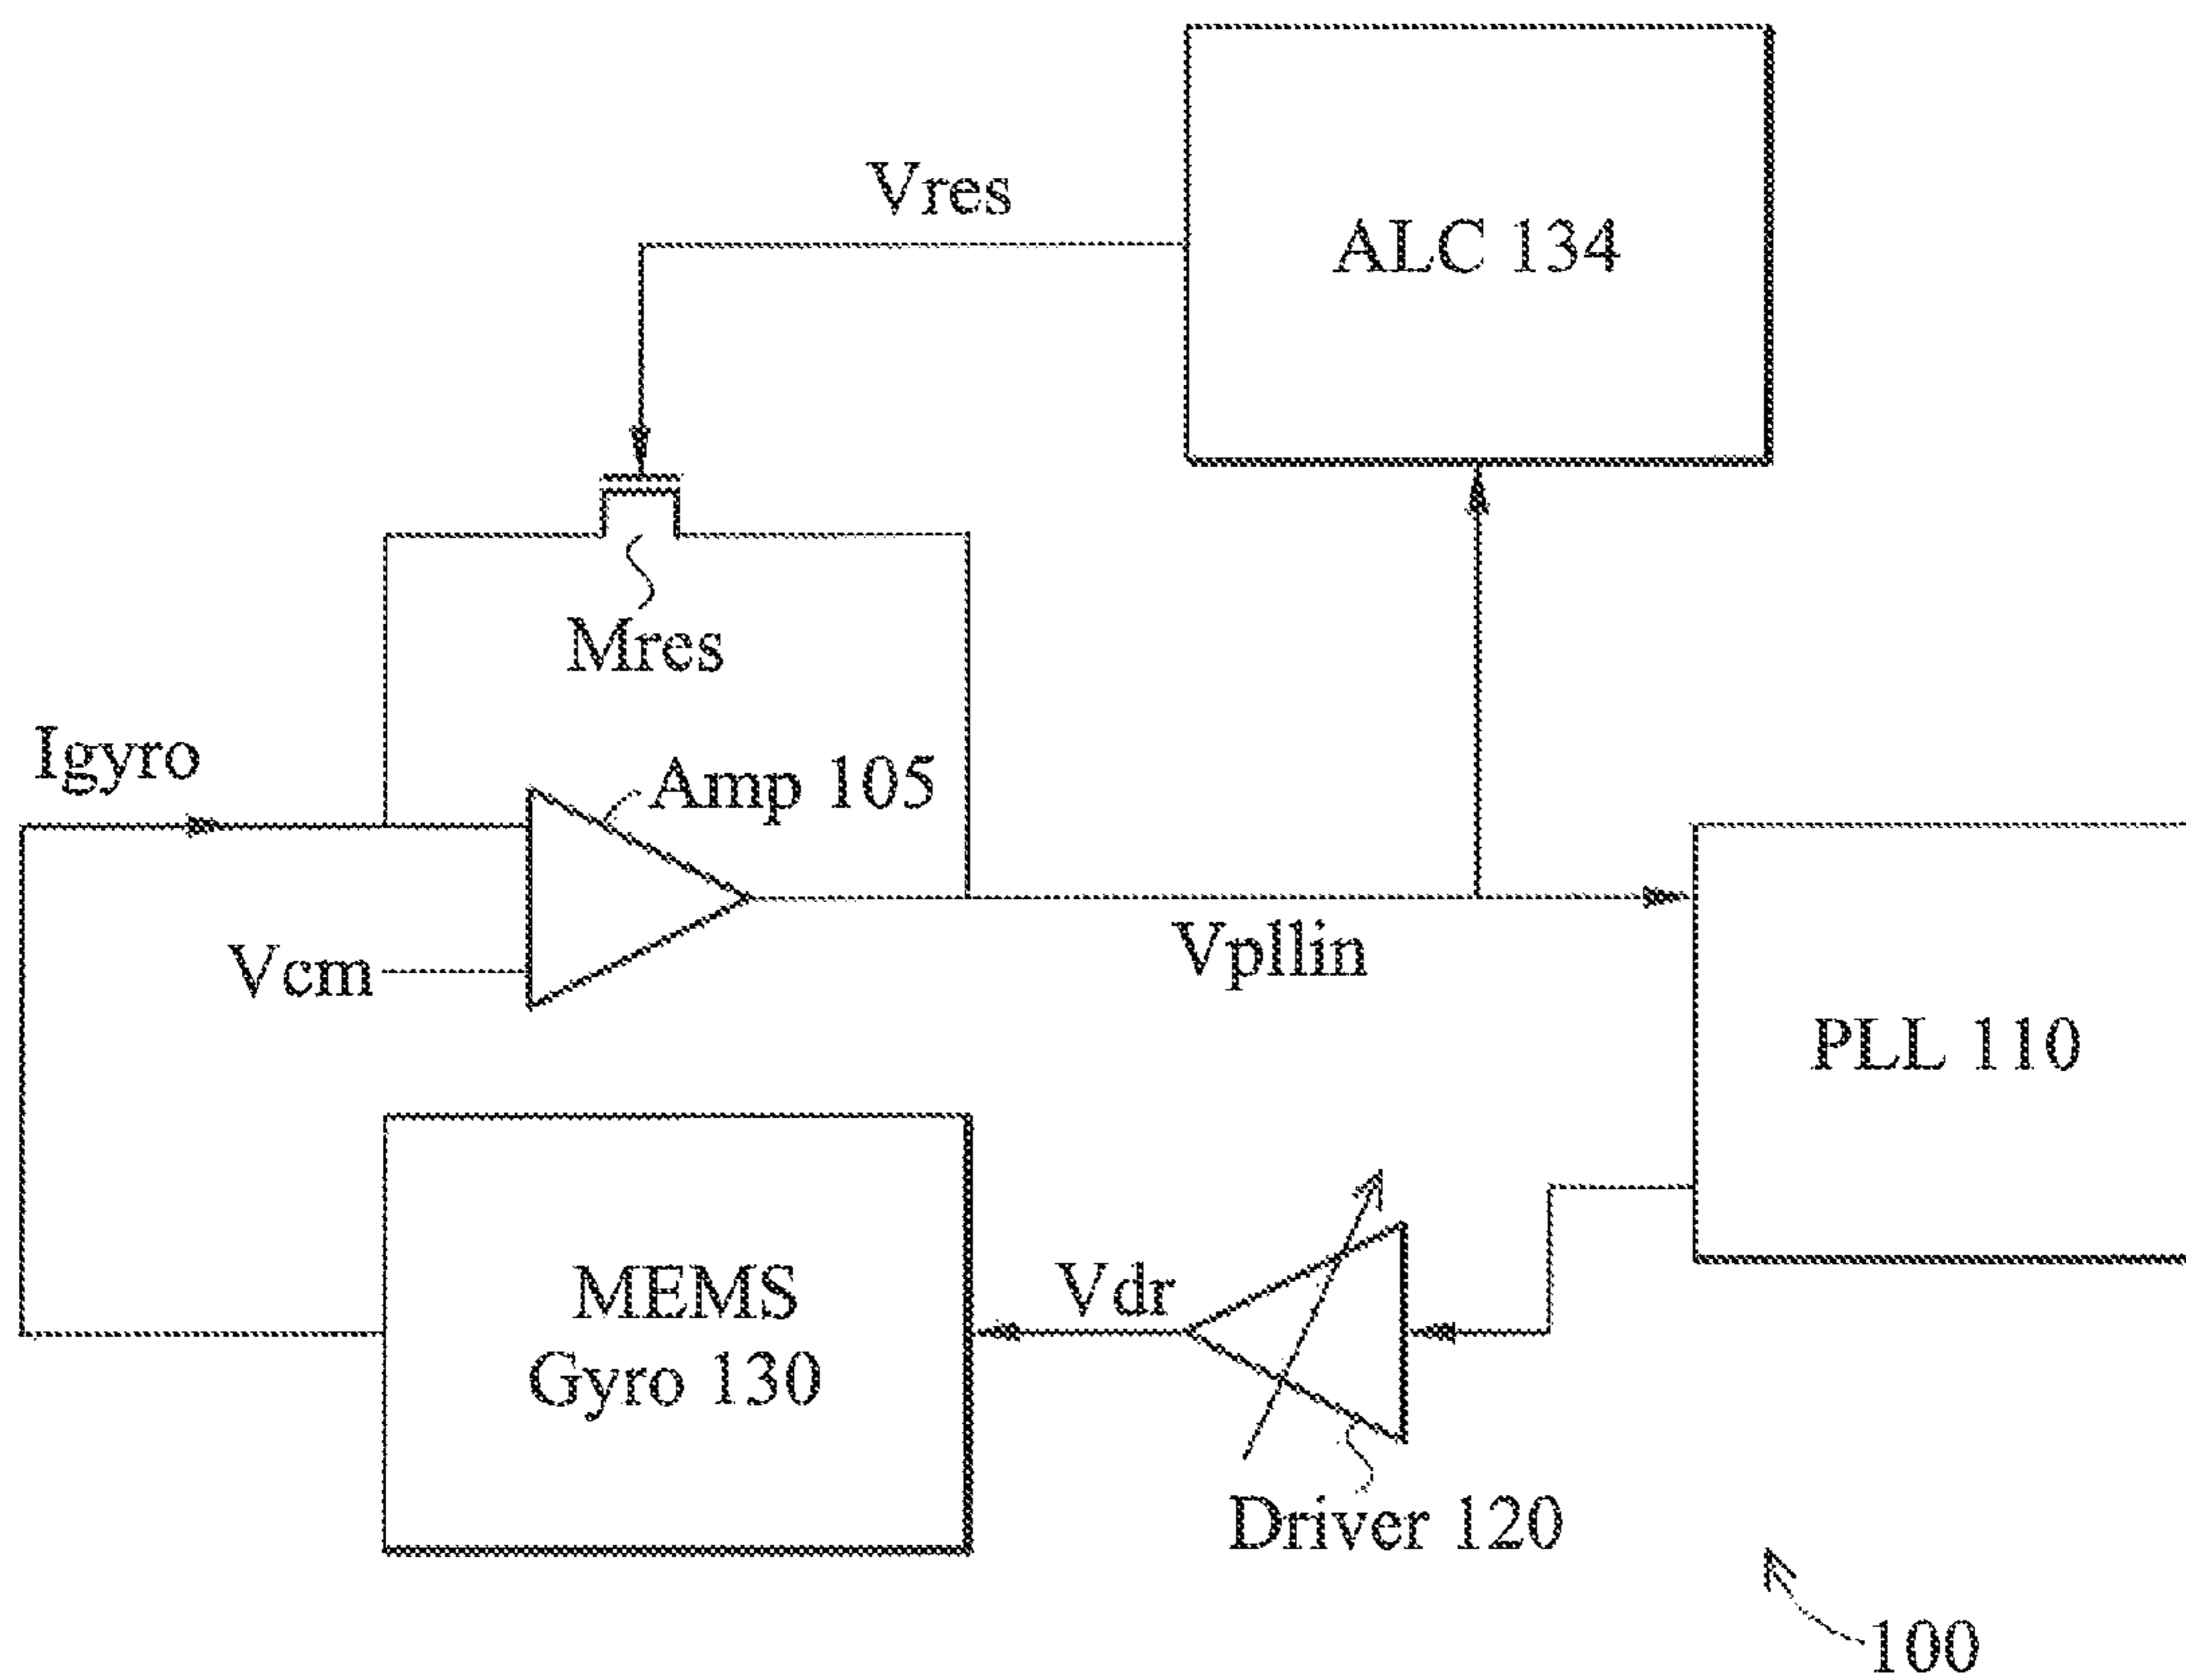 Vres
ALC 134
Mres
Igyro
Amp 105
Vcm
Vpllin
PLL 110
MEMS
Gyro 130
Vdr
Driver 120
100